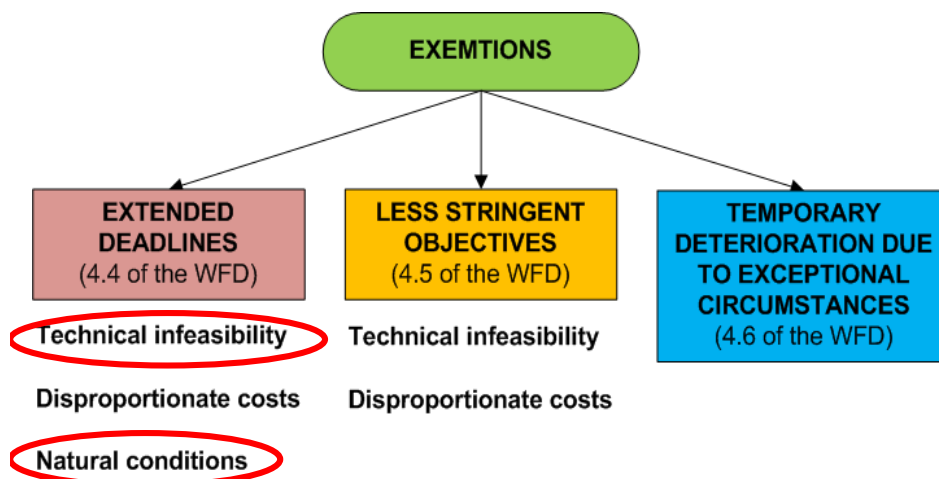 EXEMTIONS
EXTENDED
DEADLINES
(4.4 of the WFD)
LESS STRINGENT
OBJECTIVES
(4.5 of the WFD)
TEMPORARY
DETERIORATION DUE
TO EXCEPTIONAL
CIRCUMSTANCES
(4.6 of the WFD)
Technical infeasibility
Disproportionate costs
Natural conditions
Technical infeasibility
Disproportionate costs